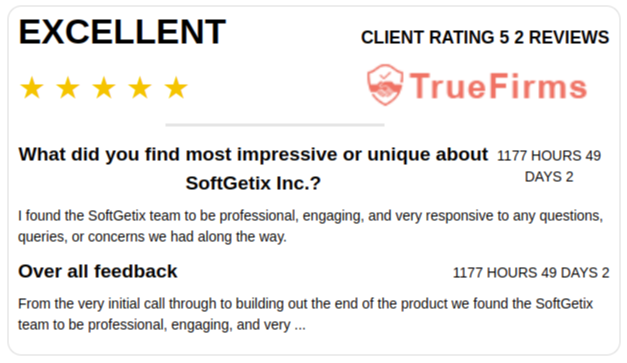 EXCELLENT
CLIENT RATING 5 2 REVIEWS
TrueFirms
What did you find most impressive or unique about
SoftGetix Inc.?
1177 HOURS 49
DAYS 2
I found the SoftGetix team to be professional, engaging, and very responsive to any questions,
queries, or concerns we had along the way.
Over all feedback
1177 HOURS 49 DAYS 2
From the very initial call through to building out the end of the product we found the SoftGetix
team to be professional, engaging, and very ...